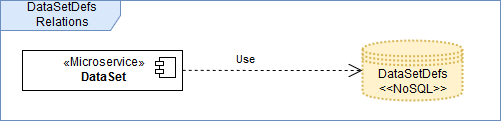 DataSetDefs
Relations
«Microservice»
DataSet
Use
DataSetDefs
<<NoSQL>>